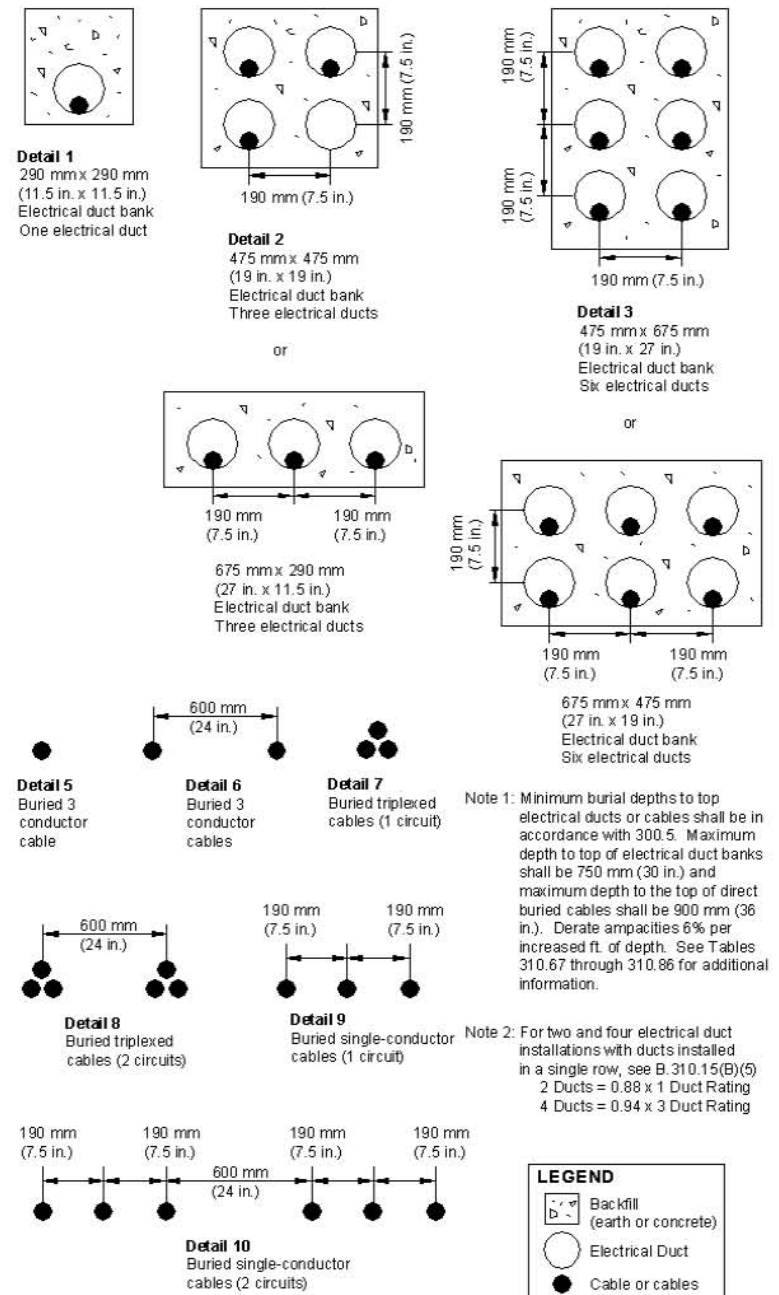 Detail 1
290 mm x 290 mm
(11.5 in. x 11.5 in.)
Electrical duct bank
One electrical duct
190 mm (7.5 in.)
190 mm (7.5 in.)
Detail 2
475 mm x 475 mm
(19 in. x 19 in.)
Electrical duct bank
Three electrical ducts
or
190 mm
(7.5 in.)
190 mm
(7.5 in.)
675 mm x 290 mm
(27 in. x 11.5 in.)
Electrical duct bank
Three electrical ducts
190 mm
(7.5 in.)
190 mm
(7.5 in.)
190 mm (7.5 in.)
Detail 3
475 mm x 675 mm
(19 in. x 27 in.)
Electrical duct bank
Six electrical ducts
or
190 mm
(7.5 in.)
190 mm
(7.5 in.)
190 mm
(7.5 in.)
675 mm x 475 mm
(27 in. x 19 in.)
Electrical duct bank
Six electrical ducts
Detail 5
Buried 3
conductor
cable
600 mm
(24 in.)
Detail 6
Buried 3
conductor
cables
Detail 7
Buried triplexed
cables (1 circuit)
600 mm
(24 in.)
Detail 8
Buried triplexed
cables (2 circuits)
190 mm
(7.5 in.)
190 mm
(7.5 in.)
Detail 9
Buried single-conductor
cables (1 circuit)
190 mm
(7.5 in.)
190 mm
(7.5 in.)
600 mm
(24 in.)
190 mm
(7.5 in.)
190 mm
(7.5 in.)
Detail 10
Buried single-conductor
cables (2 circuits)
Note 1: Minimum burial depths to top
electrical ducts or cables shall be in
accordance with 300.5. Maximum
depth to top of electrical duct banks
shall be 750 mm (30 in.) and
maximum depth to the top of direct
buried cables shall be 900 mm (36
in.). Derate ampacities 6% per
increased ft. of depth. See Tables
310.67 through 310.86 for additional
information.
Note 2: For two and four electrical duct
installations with ducts installed
in a single row, see B.310.15(B)(5)
2 Ducts = 0.88 x 1 Duct Rating
4 Ducts = 0.94 x 3 Duct Rating
LEGEND
Backfill
(earth or concrete)
Electrical Duct
Cable or cables